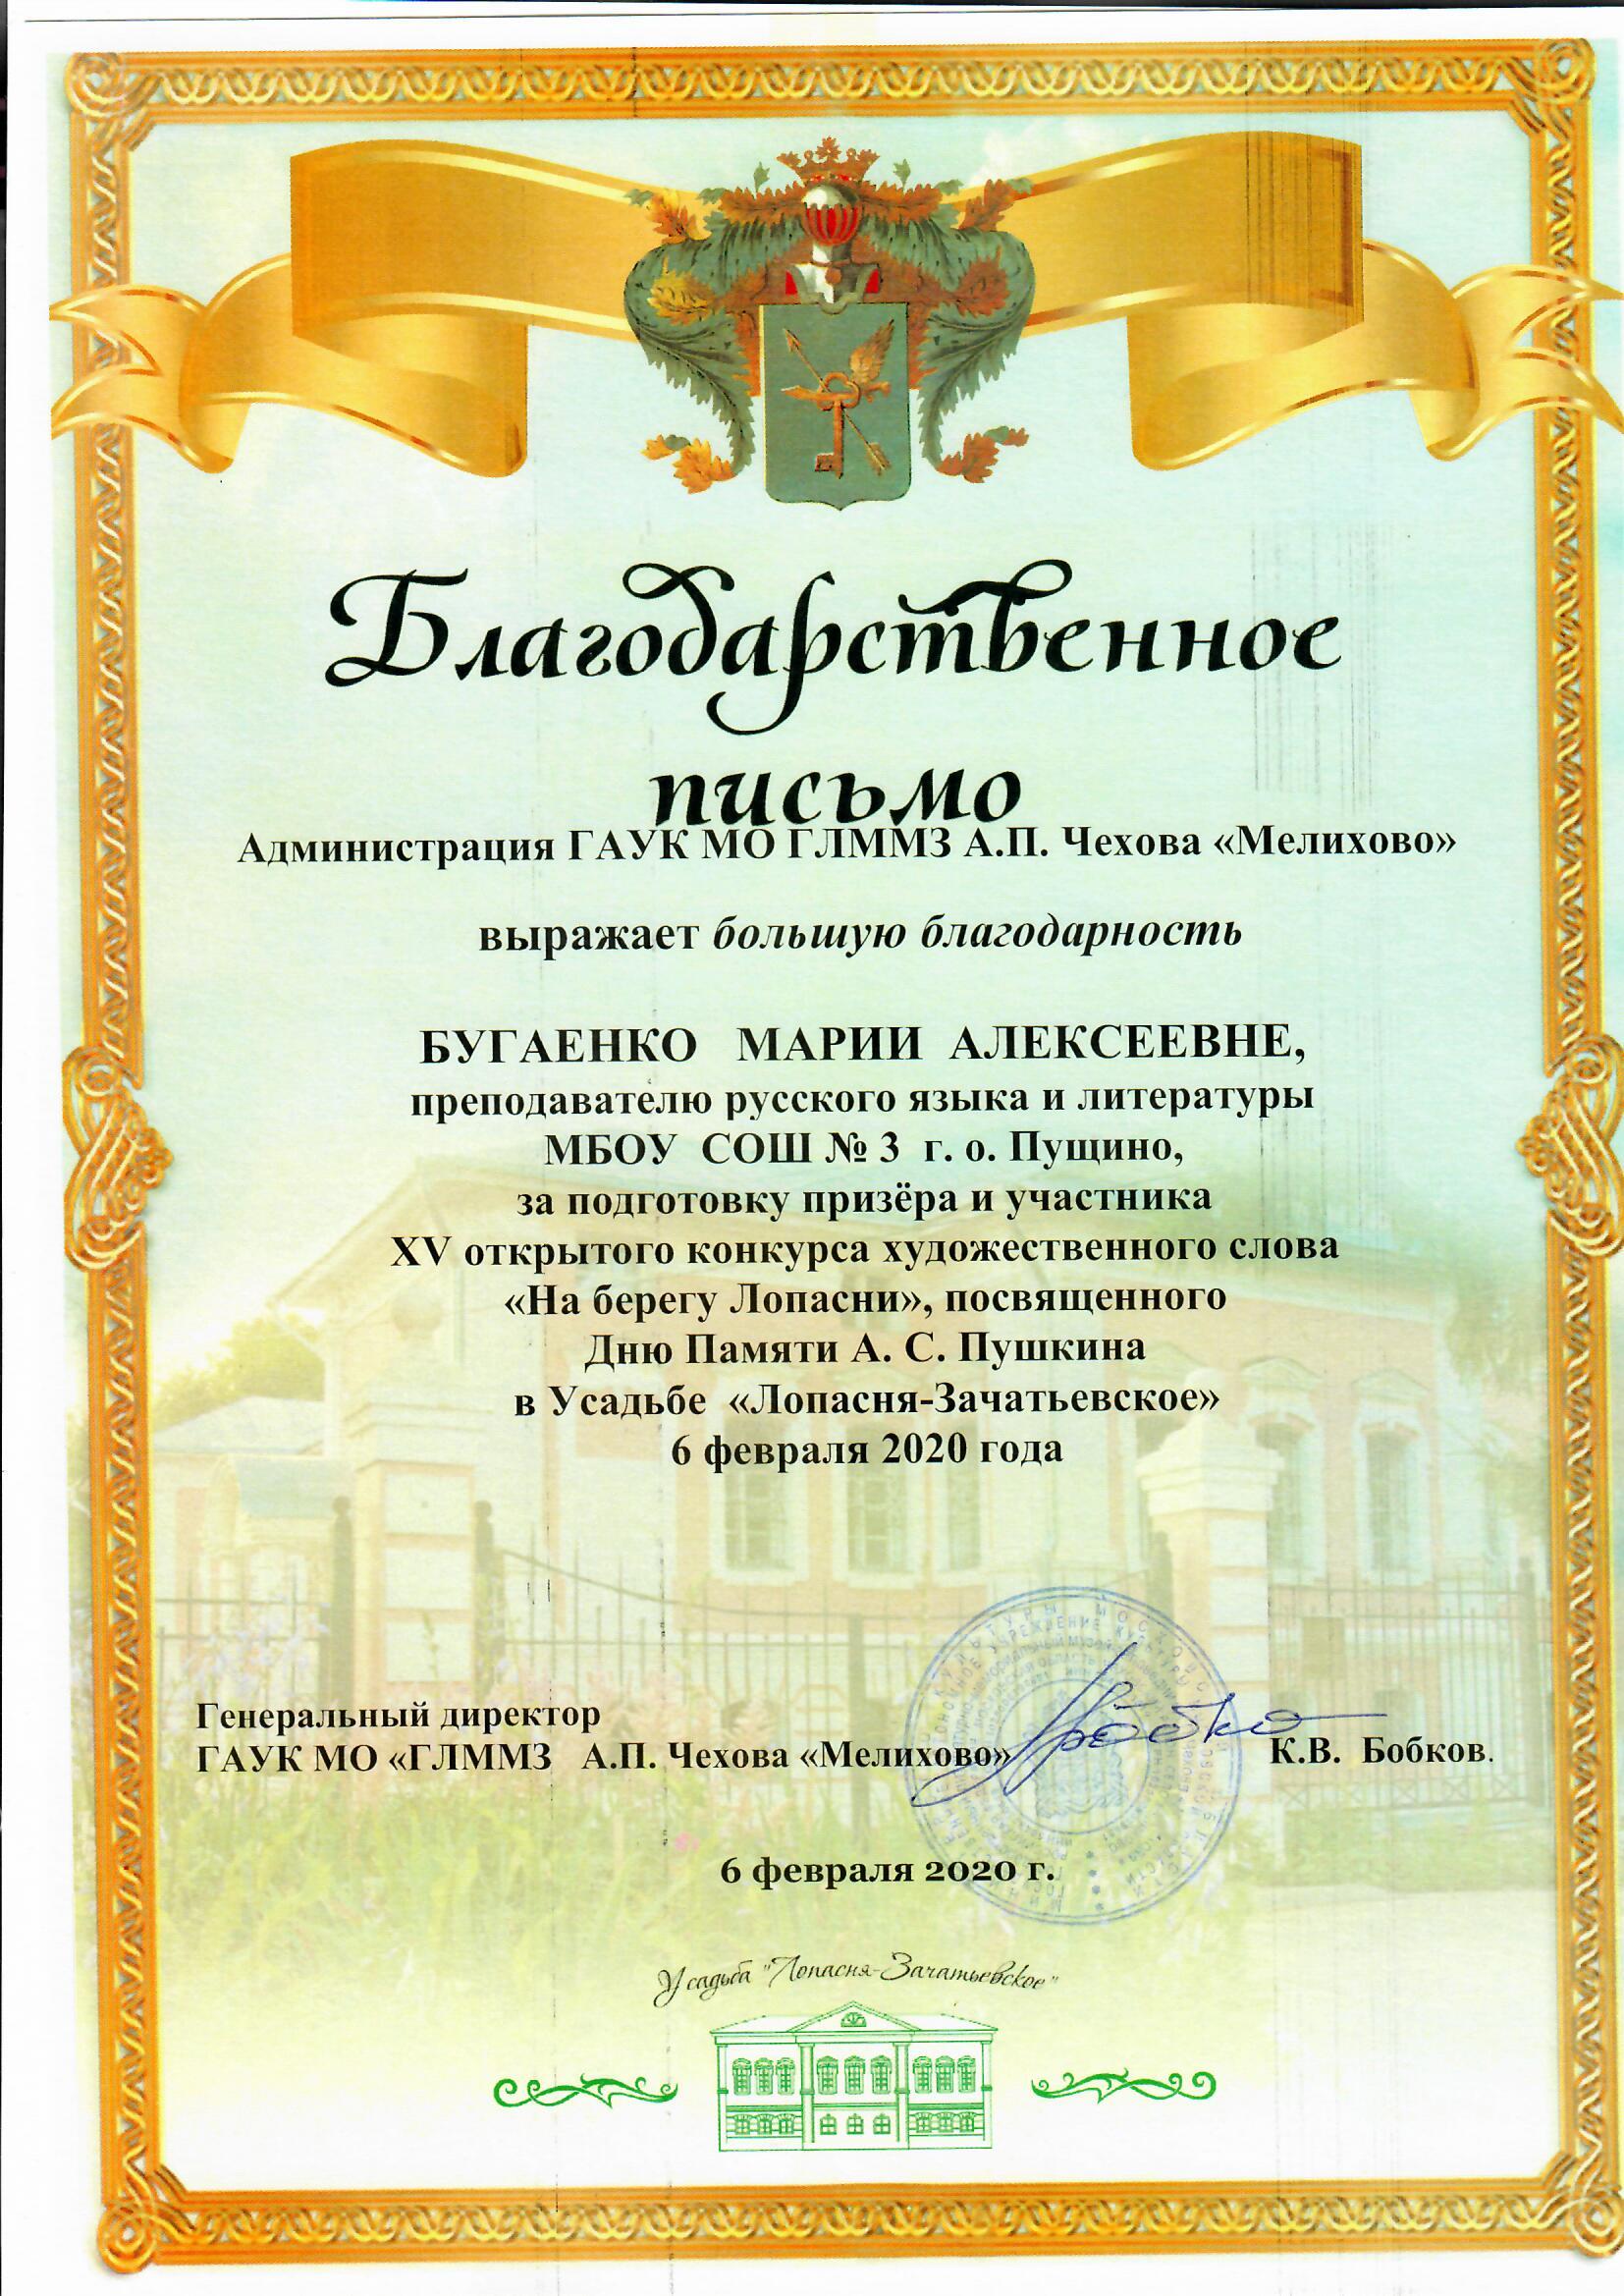 Благодарственное
письмо
Администрация ГАУК МО ГЛММЗ А.П. Чехова «Мелихово»
выражает большую благодарность
БУГАЕНКО МАРИИ АЛЕКСЕЕВНЕ,
преподавателю русского языка и литературы
МБОУ СОШ № 3 г. о. Пущино,
за подготовку призёра и участника
XV открытого конкурса художественного слова
«На берегу Лопасни», посвященного
Дню Памяти А. С. Пушкина
в Усадьбе «Лопасня-Зачатьевское»
6 февраля 2020 года
Генеральный директор
ГАУК МО «ГЛММЗ А.П. Чехова «Мелихово»
К.В. Бобков.
6 февраля 2020 г.
Усадьба "Лопасня-Зачатьевское"